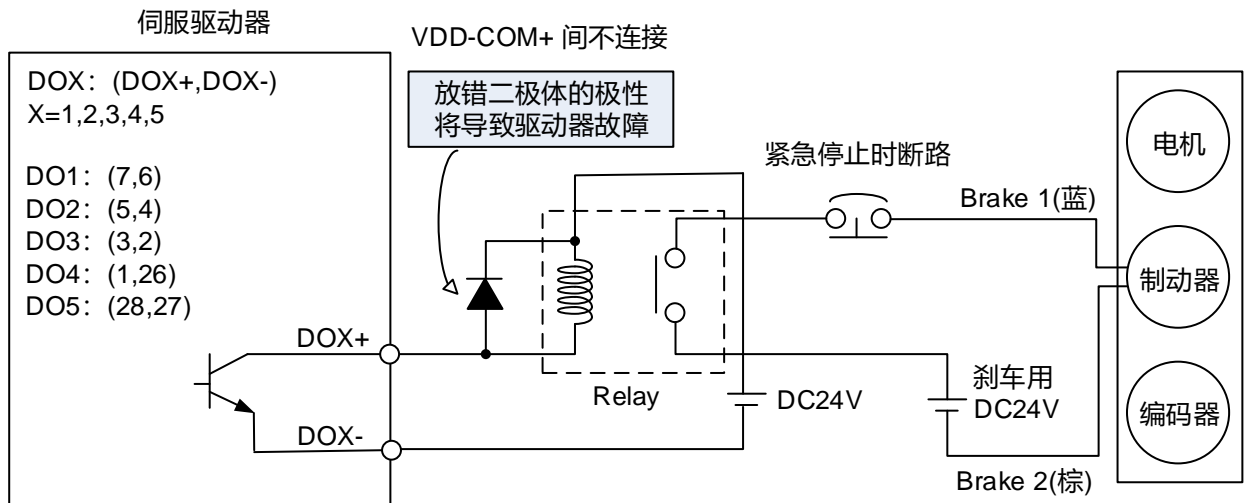 伺服驱动器
VDD-COM+ 间不连接
DOX：(DOX+,DOX-)
X=1,2,3,4,5
放错二极体的极性
将导致驱动器故障
DO1：(7,6)
DO2：(5,4)
DO3：(3,2)
DO4：(1,26)
DO5：(28,27)
紧急停止时断路
Brake 1(蓝)
电机
制动器
编码器
DOX+
Relay
DC24V
刹车用
DC24V
DOX-
Brake 2(棕)